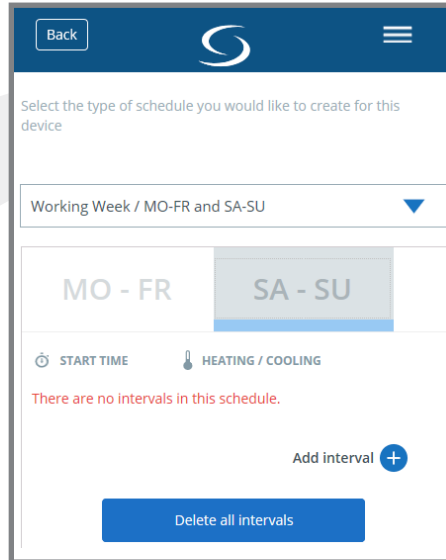 Back
Select the type of schedule you would like to create for this
device
Working Week / MO-FR and SA-SU
MO - FR
SA - SU
START TIME
HEATING / COOLING
There are no intervals in this schedule.
Add interval
Delete all intervals